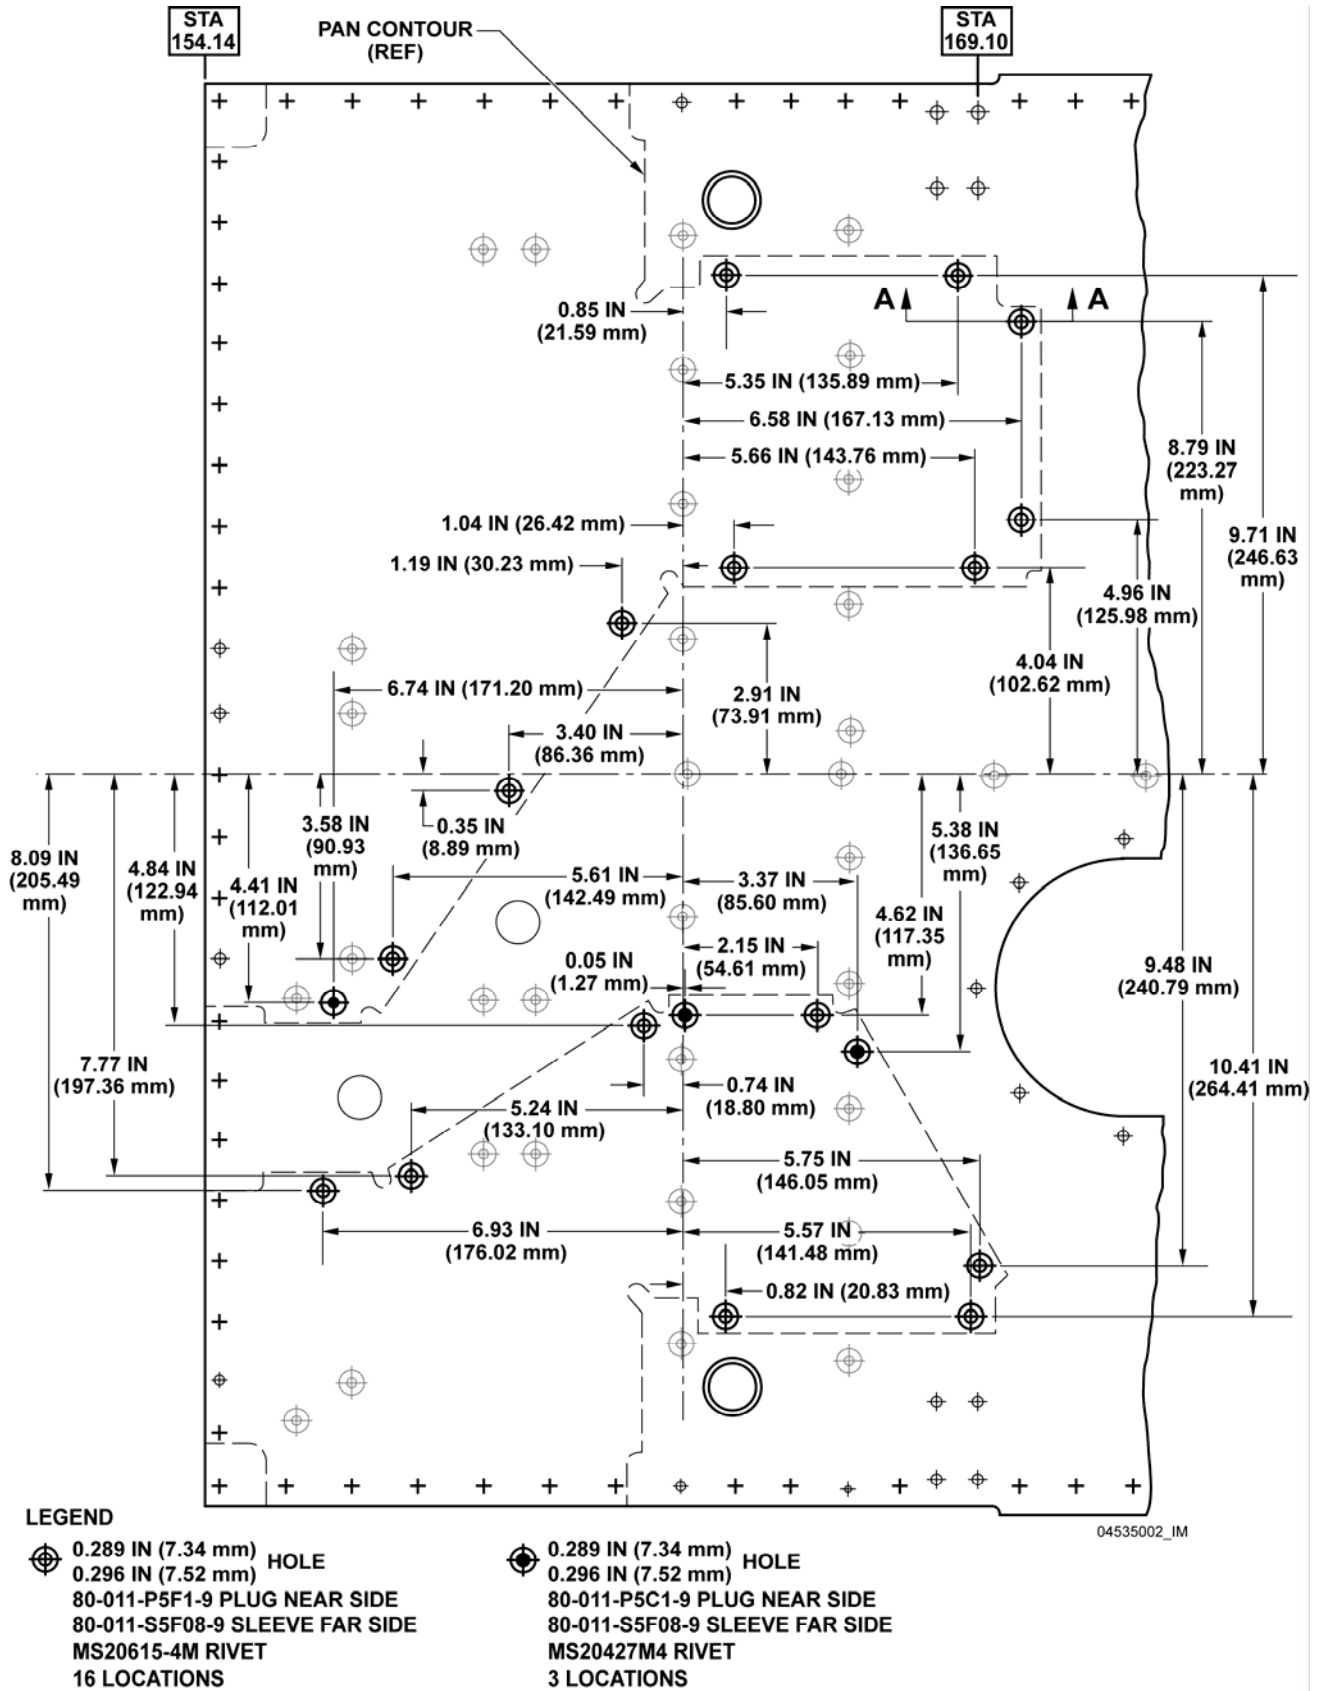 STA
154.14
PAN CONTOUR
(REF)
STA
169.10
A
A
0.85 IN
(21.59 mm)
5.35 IN (135.89 mm)
6.58 IN (167.13 mm)
5.66 IN (143.76 mm)
8.79 IN
(223.27
mm)
1.04 IN (26.42 mm)
9.71 IN
(246.63
mm)
1.19 IN (30.23 mm)
4.96 IN
(125.98 mm)
4.04 IN
(102.62 mm)
6.74 IN (171.20 mm)
2.91 IN
(73.91 mm)
3.40 IN
(86.36 mm)
0.35 IN
(8.89 mm)
3.58 IN
(90.93
mm)
8.09 IN
(205.49
mm)
4.84 IN
(122.94
mm)
4.41 IN
(112.01
mm)
5.38 IN
(136.65
mm)
5.61 IN
(142.49 mm)
3.37 IN
(85.60 mm)
4.62 IN
(117.35
mm)
2.15 IN
(54.61 mm)
0.05 IN
(1.27 mm)
9.48 IN
(240.79 mm)
7.77 IN
(197.36 mm)
0.74 IN
(18.80 mm)
10.41 IN
(264.41 mm)
5.24 IN
(133.10 mm)
5.75 IN
(146.05 mm)
6.93 IN
(176.02 mm)
5.57 IN
(141.48 mm)
0.82 IN (20.83 mm)
04535002_IM
LEGEND
0.289 IN (7.34 mm)
0.296 IN (7.52 mm)
HOLE
80-011-P5F1-9 PLUG NEAR SIDE
80-011-S5F08-9 SLEEVE FAR SIDE
MS20615-4M RIVET
16 LOCATIONS
0.289 IN (7.34 mm)
0.296 IN (7.52 mm)
HOLE
80-011-P5C1-9 PLUG NEAR SIDE
80-011-S5F08-9 SLEEVE FAR SIDE
MS20427M4 RIVET
3 LOCATIONS